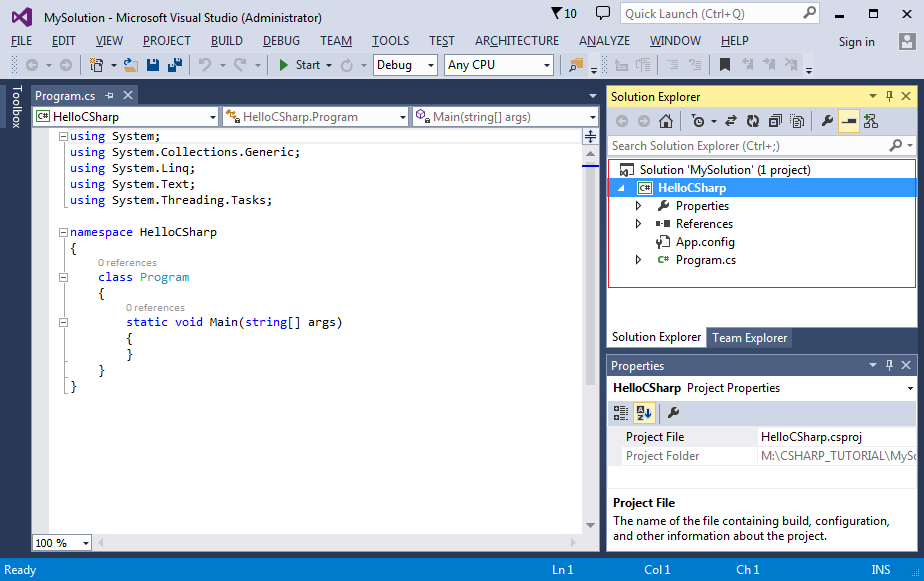 MySolution - Microsoft Visual Studio (Administrator)
10
Quick Launch (Ctrl+Q)
FILE EDIT VIEW PROJECT BUILD DEBUG TEAM TOOLS TEST ARCHITECTURE ANALYZE WINDOW HELP Sign in
Start Debug Any CPU
Toolbox
Program.cs
HelloCSharp HelloCSharp.Program Main(string[] args)
using System;
using System.Collections.Generic;
using System.Linq;
using System.Text;
using System.Threading.Tasks;
namespace HelloCSharp
{
0 references
class Program
{
0 references
static void Main(string[] args)
{
}
}
}
100 %
Solution Explorer
Search Solution Explorer (Ctrl+;)
Solution 'MySolution' (1 project)
C# HelloCSharp
Properties
References
App.config
C# Program.cs
Solution Explorer Team Explorer
Properties
HelloCSharp Project Properties
Project File HelloCSharp.csproj
Project Folder M:\CSHARP_TUTORIAL\MySo
Project File
The name of the file containing build, configuration,
and other information about the project.
Ready Ln 1 Col 1 Ch 1 INS